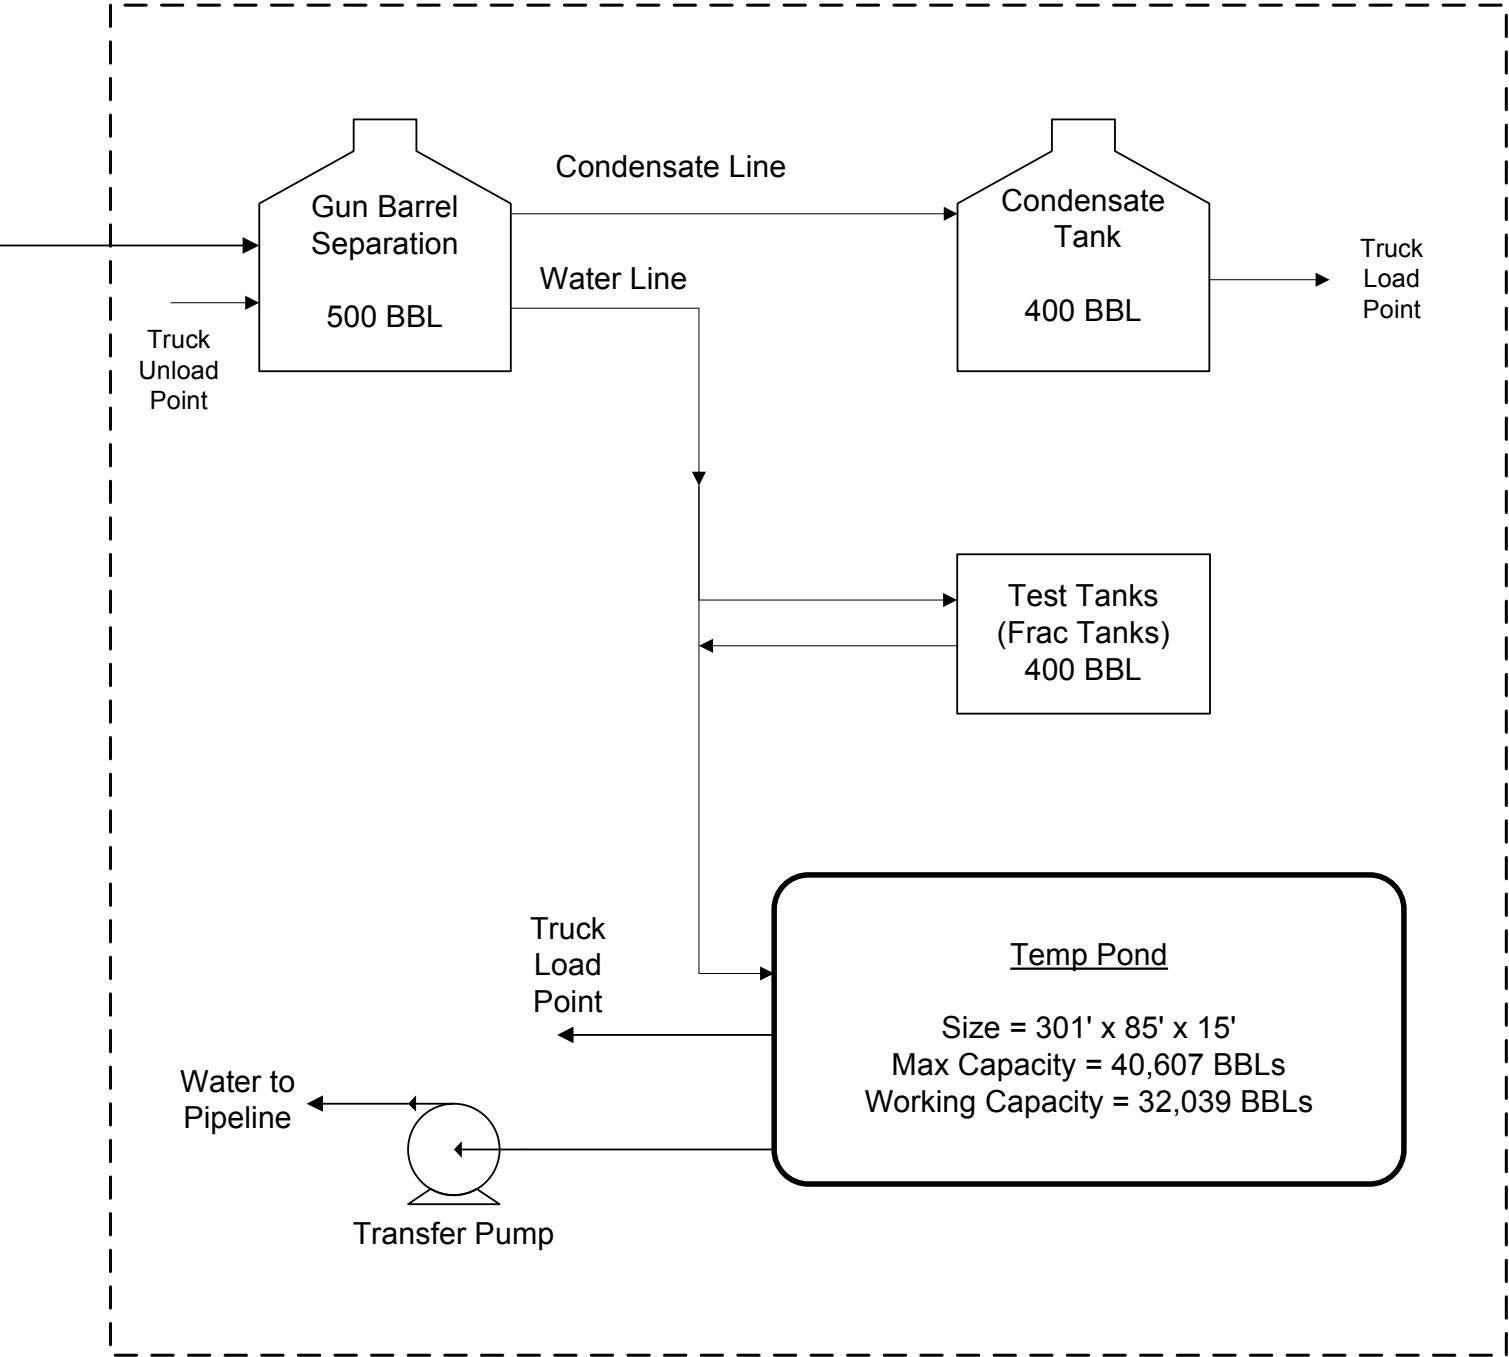 Condensate Line
Gun Barrel
Separation
500 BBL
Condensate
Tank
400 BBL
Truck
Load
Point
Water Line
Truck
Unload
Point
Test Tanks
(Frac Tanks)
400 BBL
Truck
Load
Point
Temp Pond
Size = 301' x 85' x 15'
Max Capacity = 40,607 BBLs
Working Capacity = 32,039 BBLs
Water to
Pipeline
Transfer Pump